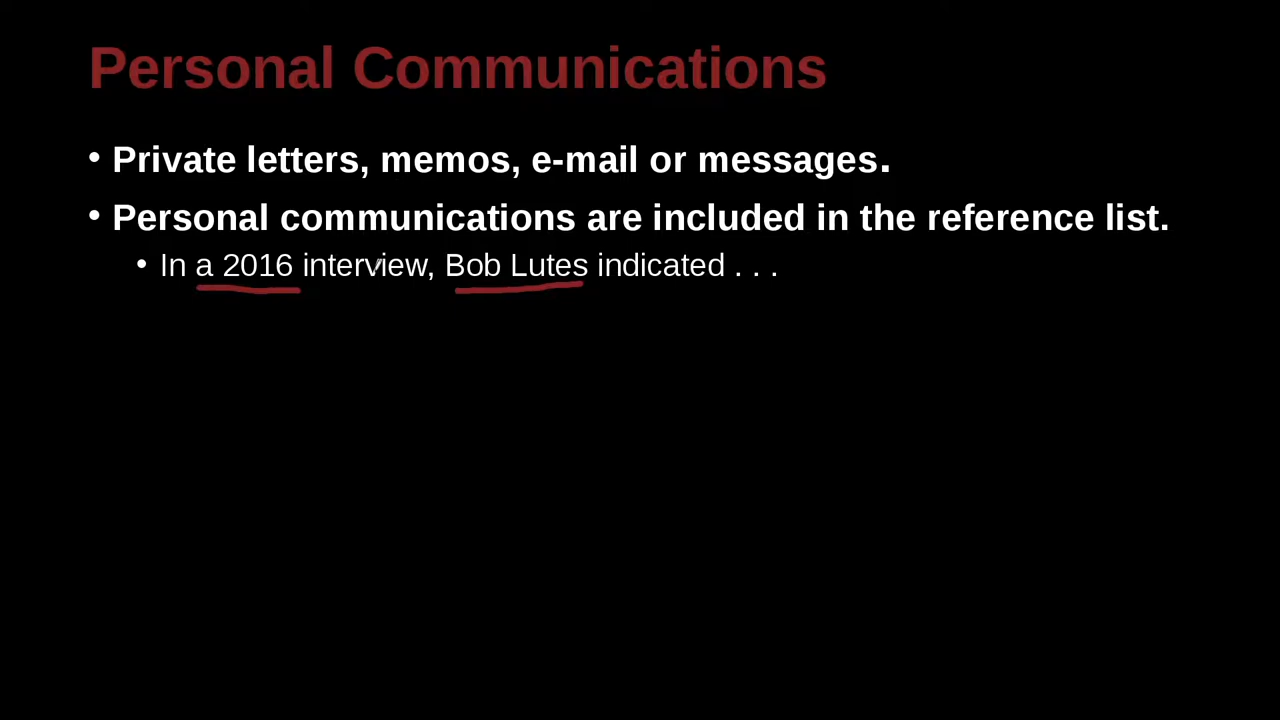 Personal Communications
• Private letters, memos, e-mail or messages.
• Personal communications are included in the reference list.
• In a 2016 interview, Bob Lutes indicated . . .